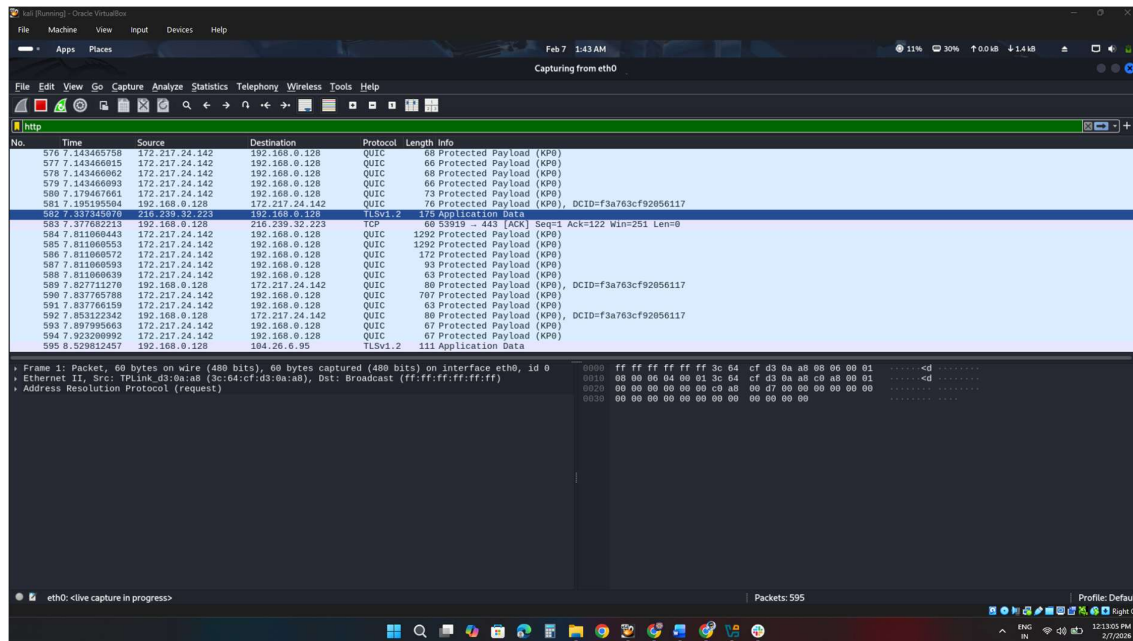 kali [Running] - Oracle VirtualBox
File Machine View Input Devices Help
Apps Places Feb 7 1:43 AM 11% 30% ↑ 0.0 kB ↓ 1.4 kB
Capturing from eth0
File Edit View Go Capture Analyze Statistics Telephony Wireless Tools Help
http
No. Time Source Destination Protocol Length Info
576 7.143465758 172.217.24.142 192.168.0.128 QUIC 68 Protected Payload (KP0)
577 7.143466015 172.217.24.142 192.168.0.128 QUIC 66 Protected Payload (KP0)
578 7.143466062 172.217.24.142 192.168.0.128 QUIC 68 Protected Payload (KP0)
579 7.143466093 172.217.24.142 192.168.0.128 QUIC 66 Protected Payload (KP0)
580 7.179467661 172.217.24.142 192.168.0.128 QUIC 73 Protected Payload (KP0)
581 7.195195504 192.168.0.128 172.217.24.142 QUIC 76 Protected Payload (KP0), DCID=f3a763cf92056117
582 7.337345070 216.239.32.223 192.168.0.128 TLSv1.2 175 Application Data
583 7.377682213 192.168.0.128 216.239.32.223 TCP 60 53919 → 443 [ACK] Seq=1 Ack=122 Win=251 Len=0
584 7.811060443 172.217.24.142 192.168.0.128 QUIC 1292 Protected Payload (KP0)
585 7.811060553 172.217.24.142 192.168.0.128 QUIC 1292 Protected Payload (KP0)
586 7.811060572 172.217.24.142 192.168.0.128 QUIC 172 Protected Payload (KP0)
587 7.811060593 172.217.24.142 192.168.0.128 QUIC 93 Protected Payload (KP0)
588 7.811060639 172.217.24.142 192.168.0.128 QUIC 63 Protected Payload (KP0)
589 7.827711270 192.168.0.128 172.217.24.142 QUIC 80 Protected Payload (KP0), DCID=f3a763cf92056117
590 7.837765788 172.217.24.142 192.168.0.128 QUIC 707 Protected Payload (KP0)
591 7.837766159 172.217.24.142 192.168.0.128 QUIC 63 Protected Payload (KP0)
592 7.853122342 192.168.0.128 172.217.24.142 QUIC 80 Protected Payload (KP0), DCID=f3a763cf92056117
593 7.897995663 172.217.24.142 192.168.0.128 QUIC 67 Protected Payload (KP0)
594 7.923200992 172.217.24.142 192.168.0.128 QUIC 67 Protected Payload (KP0)
595 8.529812457 192.168.0.128 104.26.6.95 TLSv1.2 111 Application Data
Frame 1: Packet, 60 bytes on wire (480 bits), 60 bytes captured (480 bits) on interface eth0, id 0
Ethernet II, Src: TPLink_d3:0a:a8 (3c:64:cf:d3:0a:a8), Dst: Broadcast (ff:ff:ff:ff:ff:ff)
Address Resolution Protocol (request)
0000 ff ff ff ff ff ff 3c 64 cf d3 0a a8 08 06 00 01 ······<d ········
0010 08 00 06 04 00 01 3c 64 cf d3 0a a8 c0 a8 00 01 ······<d ········
0020 00 00 00 00 00 00 c0 a8 00 d7 00 00 00 00 00 00 ········ ········
0030 00 00 00 00 00 00 00 00 00 00 00 00 ········ ····
eth0: <live capture in progress> Packets: 595 Profile: Defau
Right
ENG
IN
12:13:05 PM
2/7/2026